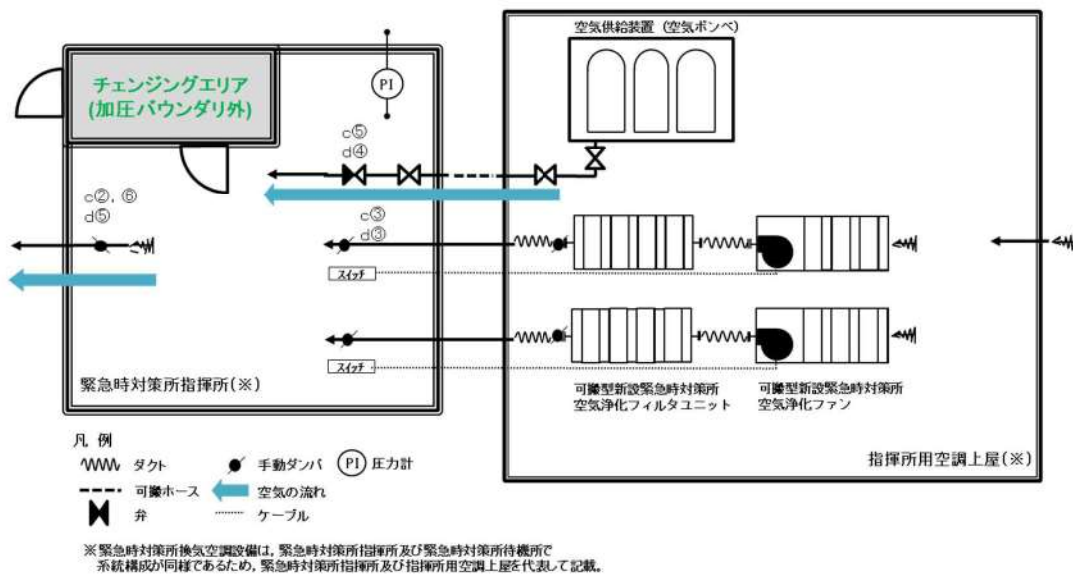 空気供給装置（空気ボンベ）
チェンジングエリア
(加圧バウンダリ外)
PI
c⑤
d④
c②，⑥
d⑤
c③
d③
スイッチ
スイッチ
緊急時対策所指揮所(※)
可搬型新設緊急時対策所
空気浄化フィルタユニット
可搬型新設緊急時対策所
空気浄化ファン
指揮所用空調上屋(※)
凡 例
ダクト
手動ダンパ
PI
圧力計
可搬ホース
空気の流れ
弁
ケーブル
※緊急時対策所換気空調設備は，緊急時対策所指揮所及び緊急時対策所待機所で
系統構成が同様であるため，緊急時対策所指揮所及び指揮所用空調上屋を代表して記載。